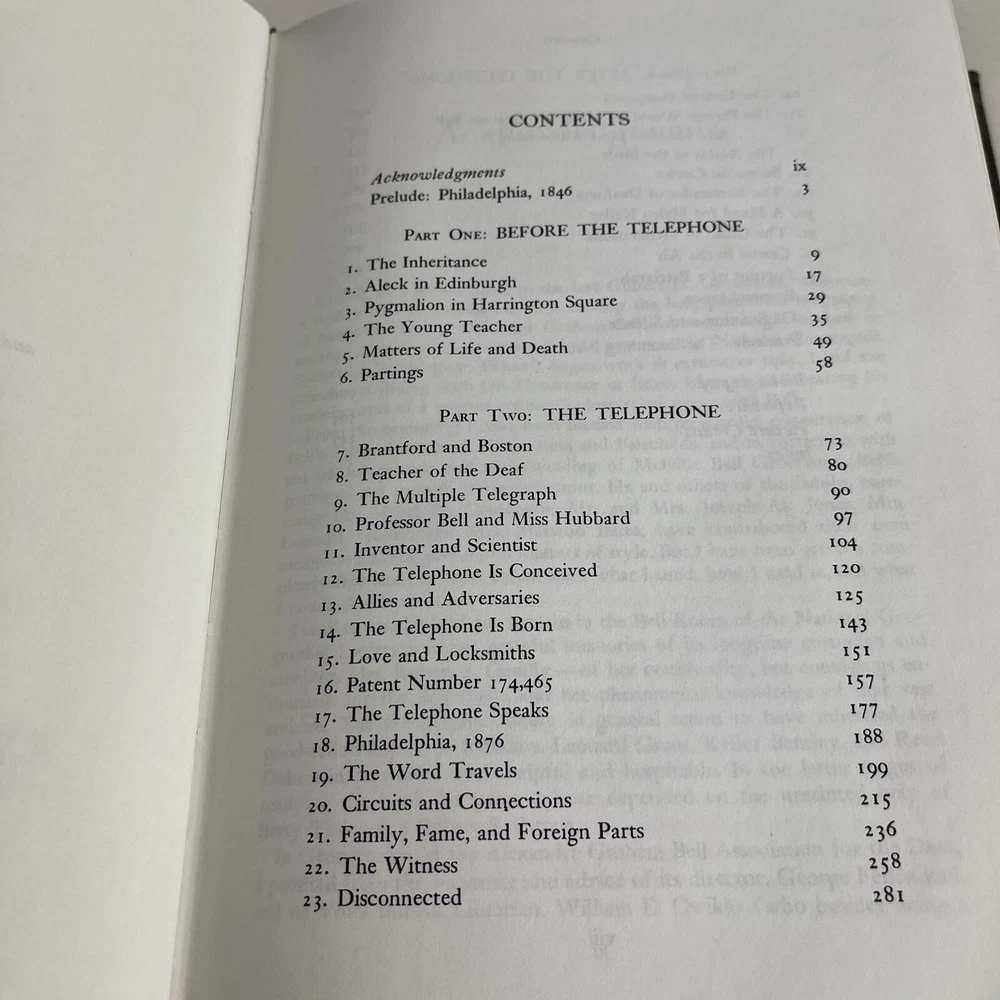 CONTENTS
Acknowledgments ix
Prelude: Philadelphia, 1846 3
PART ONE: BEFORE THE TELEPHONE
1. The Inheritance 9
2. Aleck in Edinburgh 17
3. Pygmalion in Harrington Square 29
4. The Young Teacher 35
5. Matters of Life and Death 49
6. Partings 58
PART TWO: THE TELEPHONE
7. Brantford and Boston 73
8. Teacher of the Deaf 80
9. The Multiple Telegraph 90
10. Professor Bell and Miss Hubbard 97
11. Inventor and Scientist 104
12. The Telephone Is Conceived 120
13. Allies and Adversaries 125
14. The Telephone Is Born 143
15. Love and Locksmiths 151
16. Patent Number 174,465 157
17. The Telephone Speaks 177
18. Philadelphia, 1876 188
19. The Word Travels 199
20. Circuits and Connections 215
21. Family, Fame, and Foreign Parts 236
22. The Witness 258
23. Disconnected 281